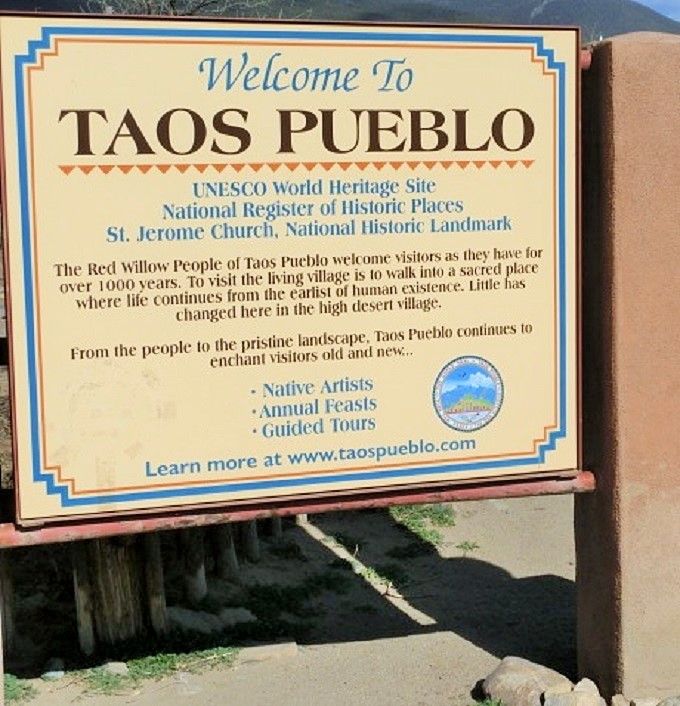 Welcome To
TAOS PUEBLO
UNESCO World Heritage Site
National Register of Historic Places
St. Jerome Church, National Historic Landmark
The Red Willow People of Taos Pueblo welcome visitors as they have for
over 1000 years. To visit the living village is to walk into a sacred place
where life continues from the earlist of human existence. Little has
changed here in the high desert village.
From the people to the pristine landscape, Taos Pueblo continues to
enchant visitors old and new...
• Native Artists
• Annual Feasts
• Guided Tours
Learn more at www.taospueblo.com